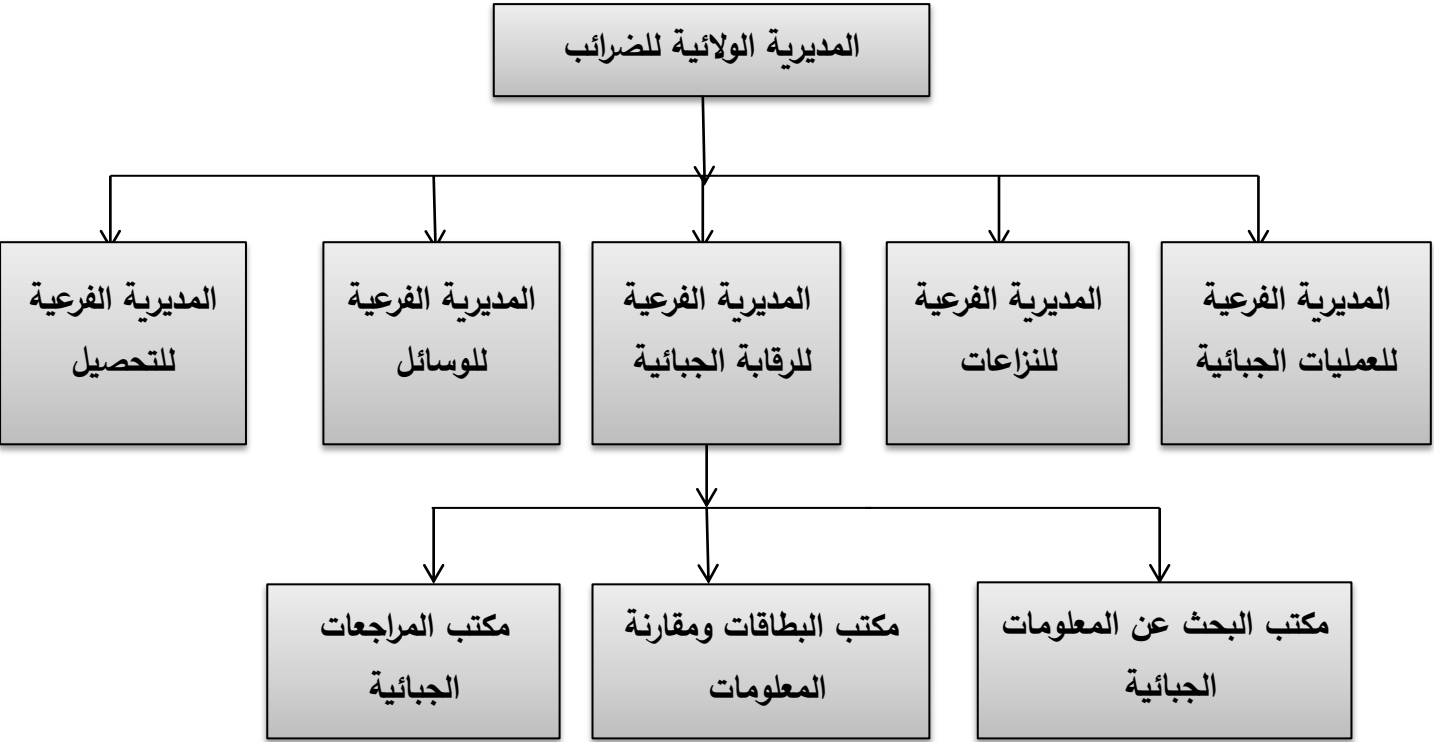 المديرية الولائية للضرائب
المديرية الفرعية
للعمليات الجبائية
المديرية الفرعية
للنزاعات
المديرية الفرعية
للرقابة الجبائية
المديرية الفرعية
للوسائل
المديرية الفرعية
للتحصيل
مكتب البحث عن المعلومات
الجبائية
مكتب البطاقات ومقارنة
المعلومات
مكتب المراجعات
الجبائية